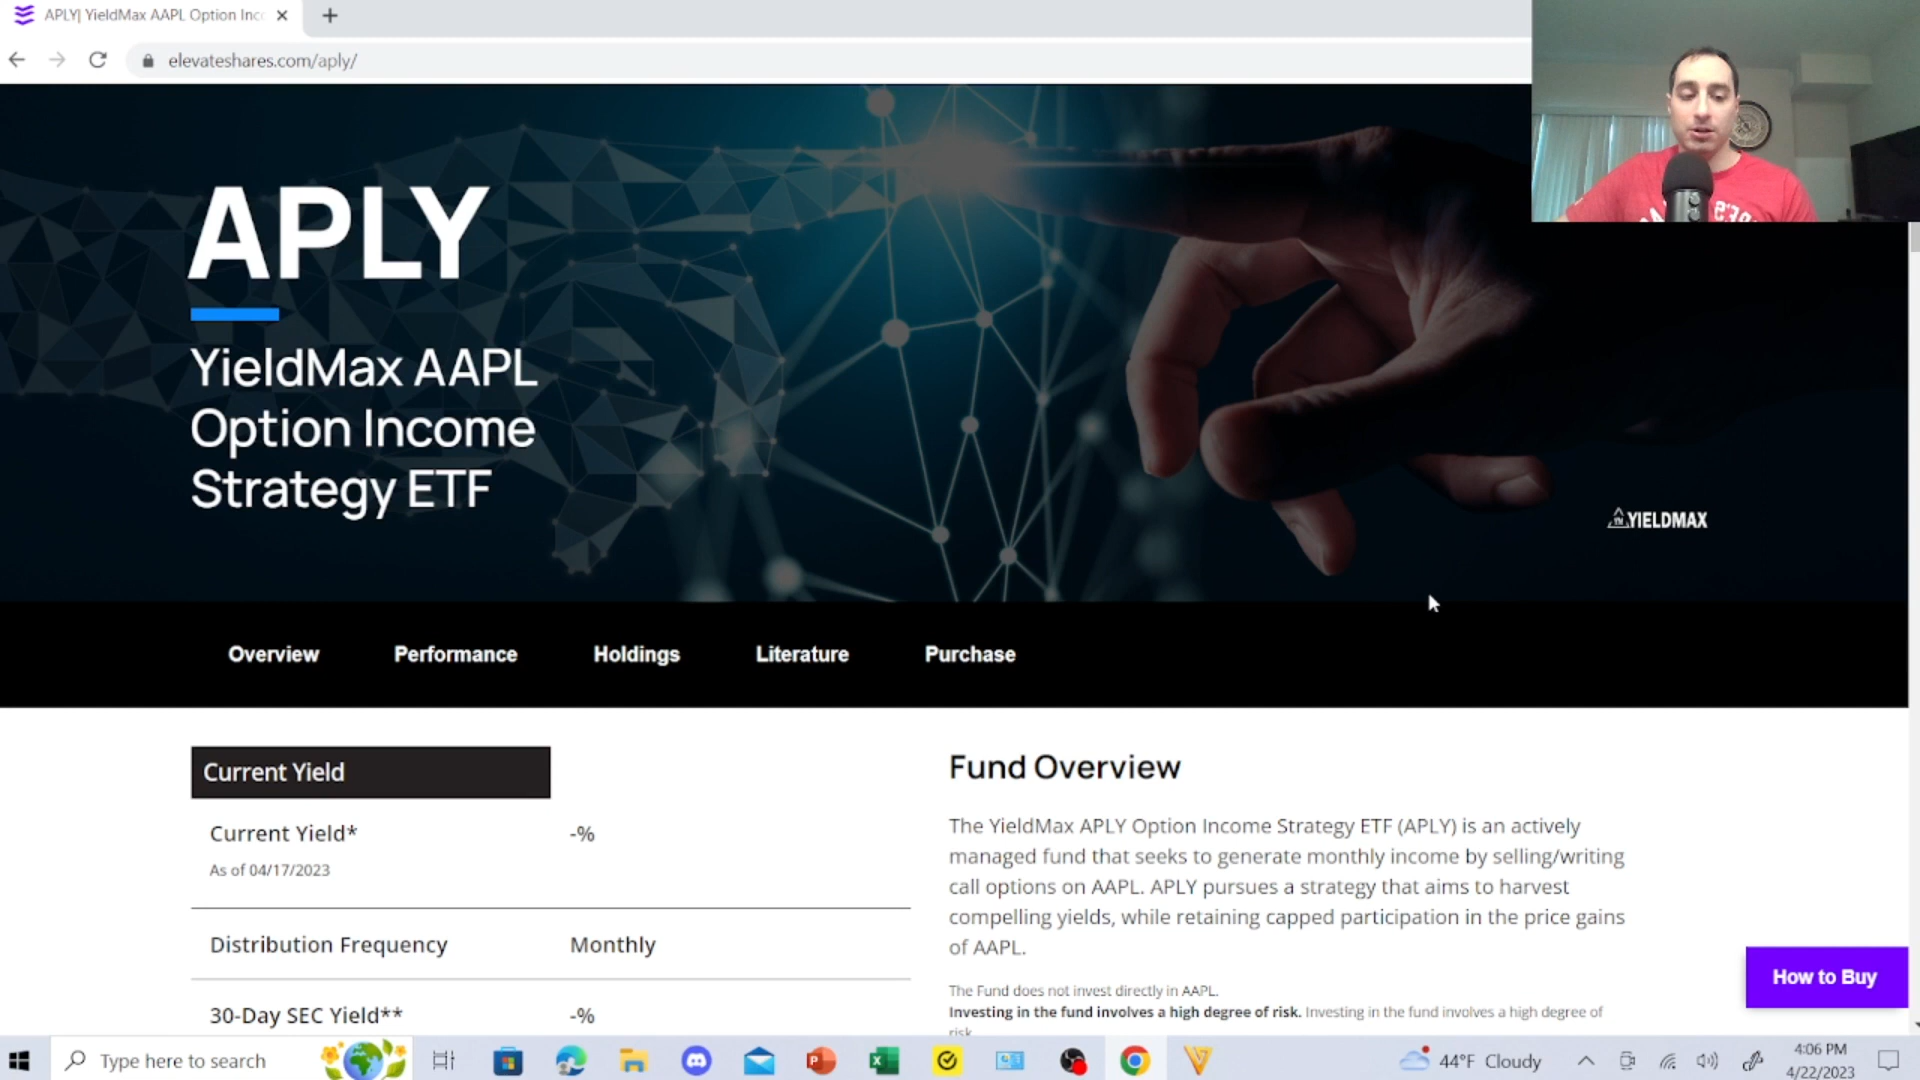 APLY| YieldMax AAPL Option Inc
elevateshares.com/aply/
APLY
YieldMax AAPL
Option Income
Strategy ETF
YIELDMAX
Overview
Performance
Holdings
Literature
Purchase
Current Yield
Current Yield*
-%
As of 04/17/2023
Distribution Frequency
Monthly
30-Day SEC Yield**
-%
Fund Overview
The YieldMax APLY Option Income Strategy ETF (APLY) is an actively
managed fund that seeks to generate monthly income by selling/writing
call options on AAPL. APLY pursues a strategy that aims to harvest
compelling yields, while retaining capped participation in the price gains
of AAPL.
The Fund does not invest directly in AAPL.
Investing in the fund involves a high degree of risk. Investing in the fund involves a high degree of
risk
How to Buy
Type here to search
44°F Cloudy
4:06 PM
4/22/2023